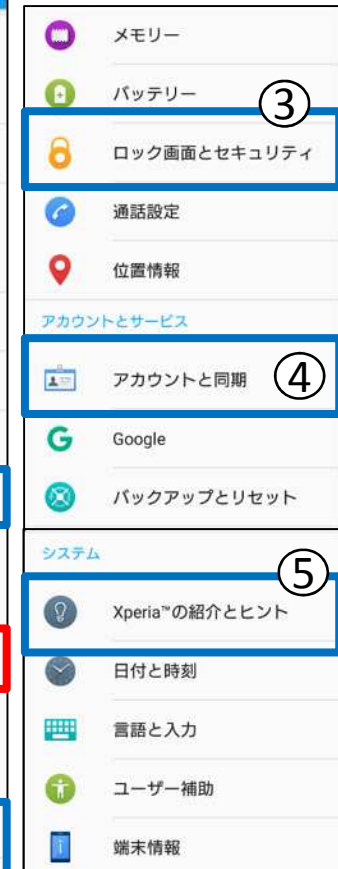 メモリー
バッテリー
③
ロック画面とセキュリティ
通話設定
位置情報
アカウントとサービス
アカウントと同期
④
Google
バックアップとリセット
システム
⑤
Xperia™の紹介とヒント
日付と時刻
言語と入力
ユーザー補助
端末情報